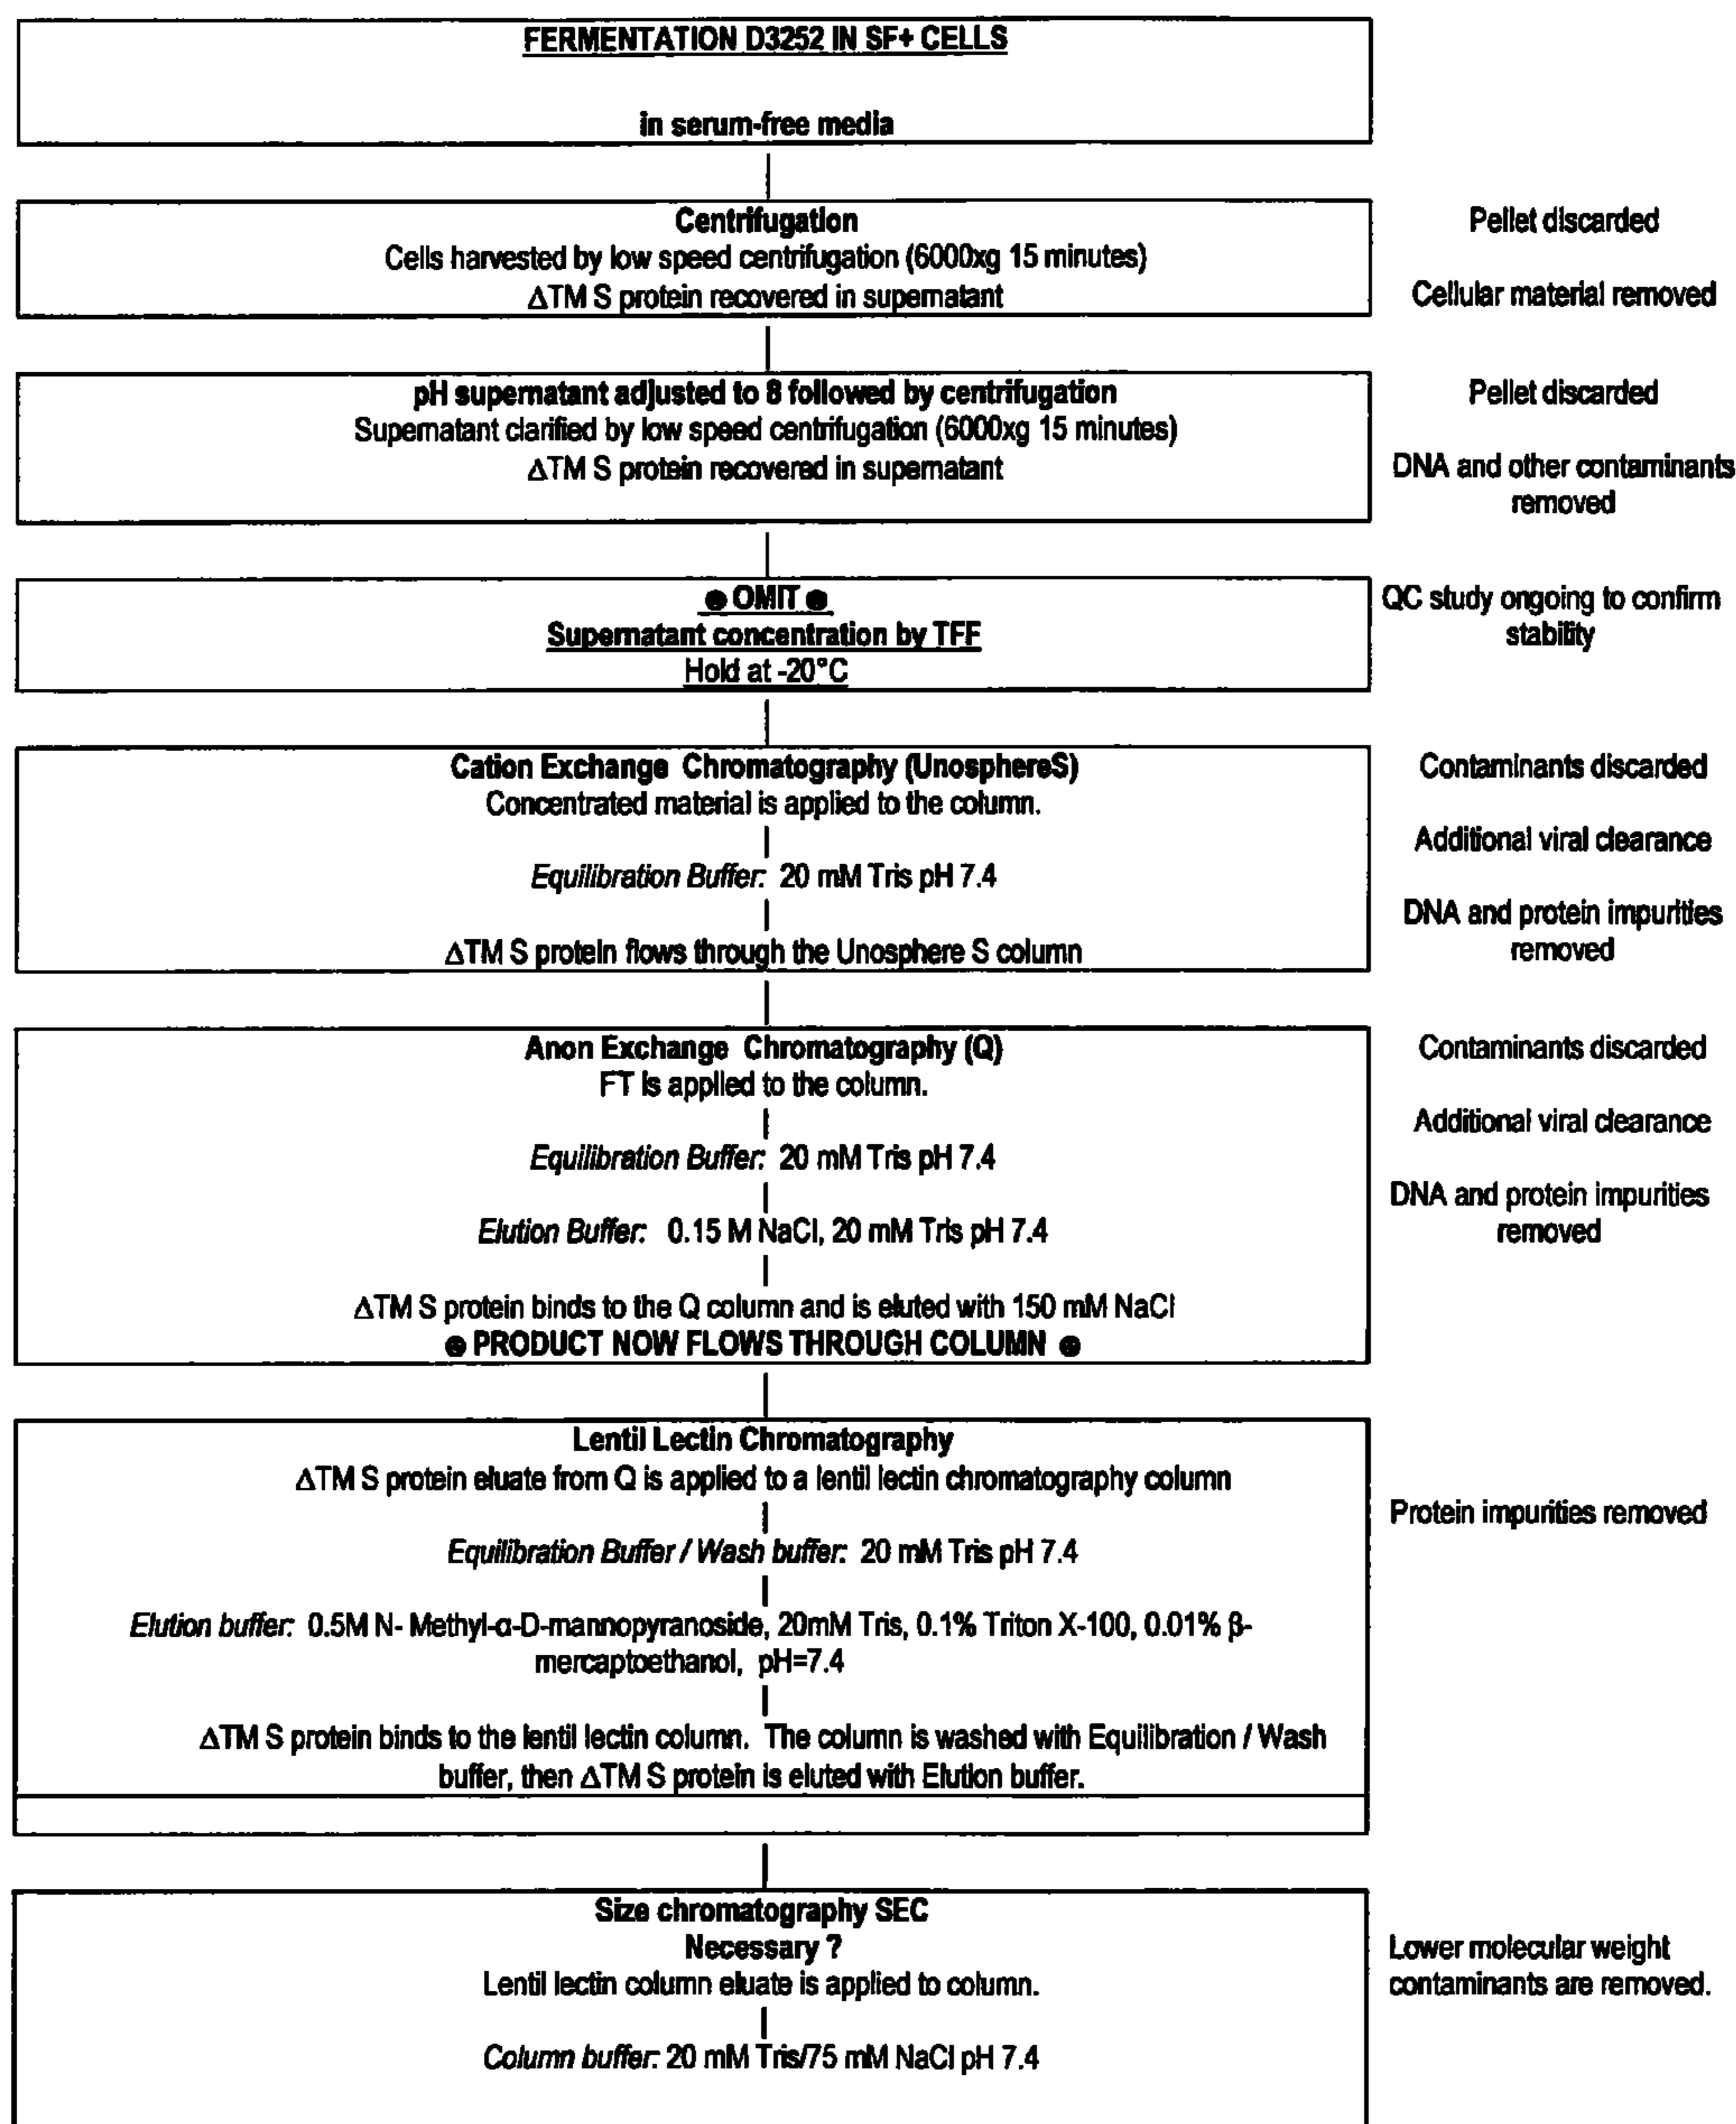 FERMENTATION D3252 IN SF+ CELLS
in serum-free media
Centrifugation
Cells harvested by low speed centrifugation (6000xg 15 minutes)
ΔTM S protein recovered in supernatant
Pellet discarded
Cellular material removed
pH supernatant adjusted to 8 followed by centrifugation
Supernatant clarified by low speed centrifugation (6000xg 15 minutes)
ΔTM S protein recovered in supernatant
Pellet discarded
DNA and other contaminants
removed
● OMIT ●
Supernatant concentration by TFF
Hold at -20°C
QC study ongoing to confirm
stability
Cation Exchange Chromatography (UnosphereS)
Concentrated material is applied to the column.
Equilibration Buffer: 20 mM Tris pH 7.4
ΔTM S protein flows through the Unosphere S column
Contaminants discarded
Additional viral clearance
DNA and protein impurities
removed
Anon Exchange Chromatography (Q)
FT is applied to the column.
Equilibration Buffer: 20 mM Tris pH 7.4
Elution Buffer: 0.15 M NaCl, 20 mM Tris pH 7.4
ΔTM S protein binds to the Q column and is eluted with 150 mM NaCl
● PRODUCT NOW FLOWS THROUGH COLUMN ●
Contaminants discarded
Additional viral clearance
DNA and protein impurities
removed
Lentil Lectin Chromatography
ΔTM S protein eluate from Q is applied to a lentil lectin chromatography column
Equilibration Buffer / Wash buffer: 20 mM Tris pH 7.4
Elution buffer: 0.5M N- Methyl-α-D-mannopyranoside, 20mM Tris, 0.1% Triton X-100, 0.01% β-
mercaptoethanol, pH=7.4
ΔTM S protein binds to the lentil lectin column. The column is washed with Equilibration / Wash
buffer, then ΔTM S protein is eluted with Elution buffer.
Protein impurities removed
Size chromatography SEC
Necessary ?
Lentil lectin column eluate is applied to column.
Column buffer: 20 mM Tris/75 mM NaCl pH 7.4
Lower molecular weight
contaminants are removed.